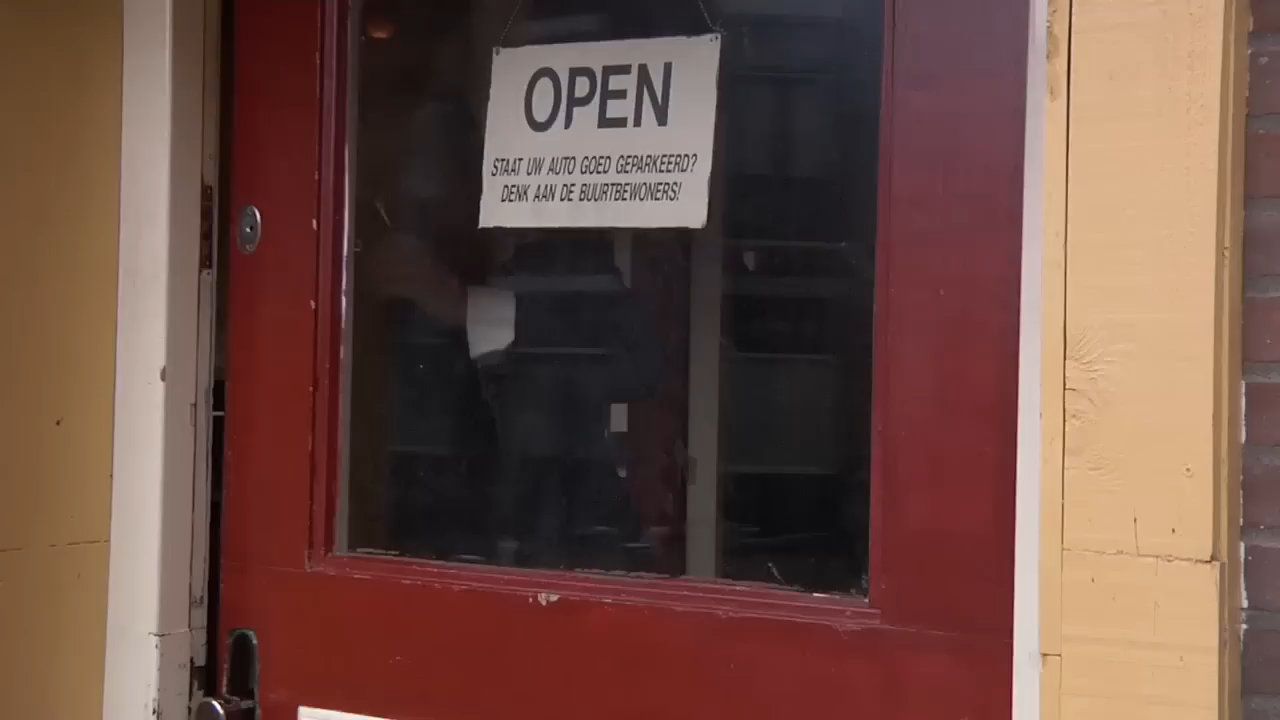 OPEN
STAAT UW AUTO GOED GEPARKEERD?
DENK AAN DE BUURTBEWONERS!